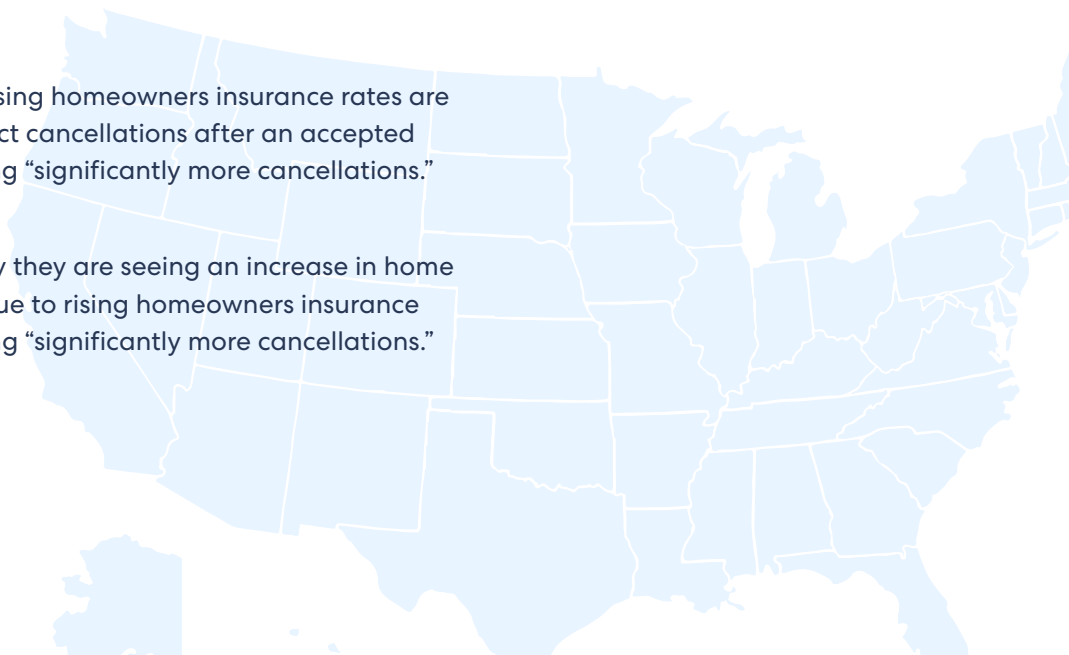 sing homeowners insurance rates are
ct cancellations after an accepted
g “significantly more cancellations.”
y they are seeing an increase in home
ue to rising homeowners insurance
g “significantly more cancellations.”